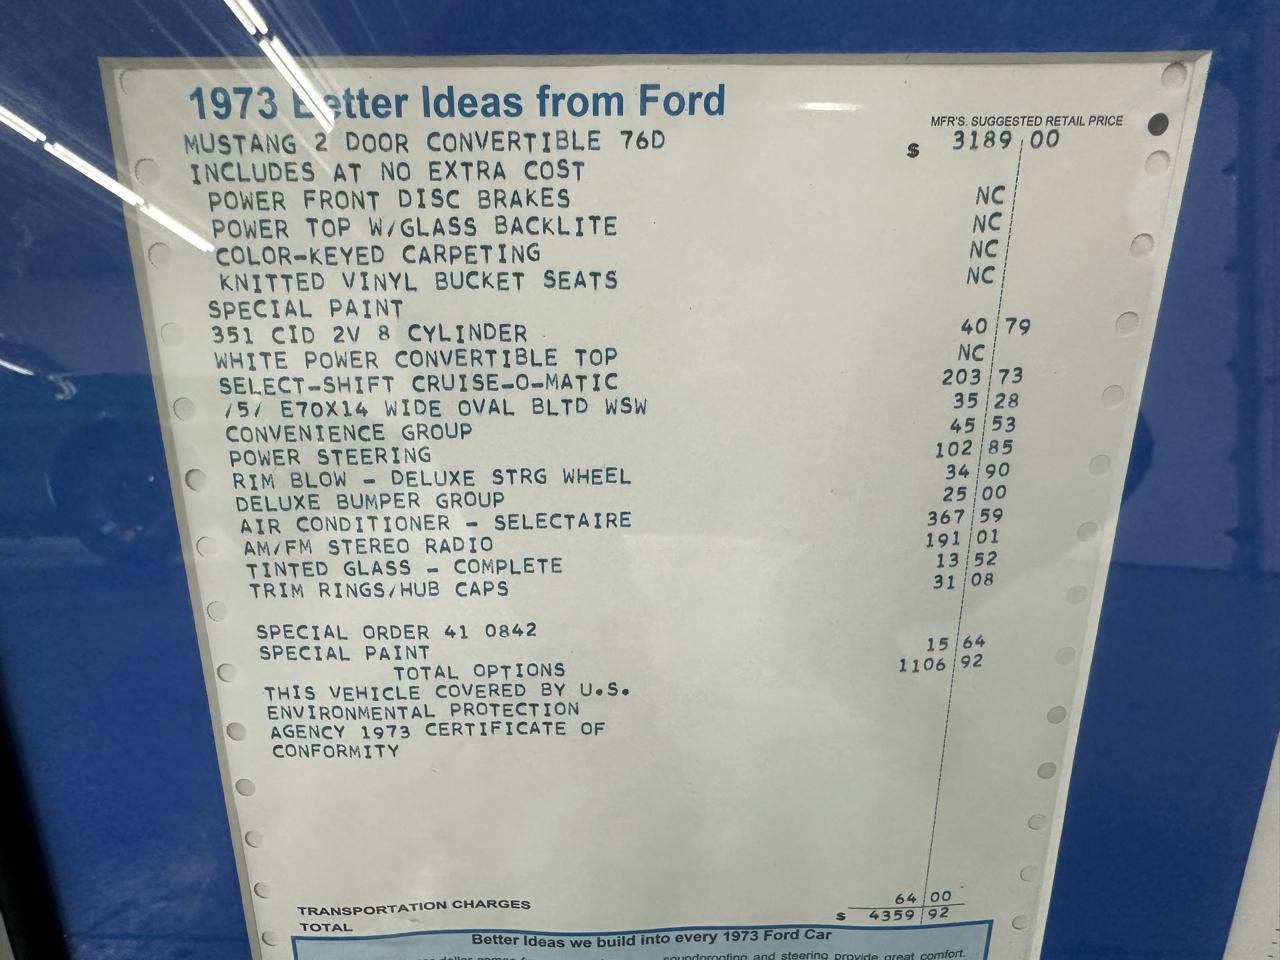 1973 Better Ideas from Ford
MFR'S. SUGGESTED RETAIL PRICE
MUSTANG 2 DOOR CONVERTIBLE 76D $ 3189 00
INCLUDES AT NO EXTRA COST
POWER FRONT DISC BRAKES NC
POWER TOP W/GLASS BACKLITE NC
COLOR-KEYED CARPETING NC
KNITTED VINYL BUCKET SEATS NC
SPECIAL PAINT
351 CID 2V 8 CYLINDER 40 79
WHITE POWER CONVERTIBLE TOP NC
SELECT-SHIFT CRUISE-O-MATIC 203 73
/5/ E70X14 WIDE OVAL BLTD WSW 35 28
CONVENIENCE GROUP 45 53
POWER STEERING 102 85
RIM BLOW - DELUXE STRG WHEEL 34 90
DELUXE BUMPER GROUP 25 00
AIR CONDITIONER - SELECTAIRE 367 59
AM/FM STEREO RADIO 191 01
TINTED GLASS - COMPLETE 13 52
TRIM RINGS/HUB CAPS 31 08
SPECIAL ORDER 41 0842
SPECIAL PAINT 15 64
TOTAL OPTIONS 1106 92
THIS VEHICLE COVERED BY U.S.
ENVIRONMENTAL PROTECTION
AGENCY 1973 CERTIFICATE OF
CONFORMITY
TRANSPORTATION CHARGES 64 00
TOTAL $ 4359 92
Better Ideas we build into every 1973 Ford Car
soundproofing and steering provide great comfort.